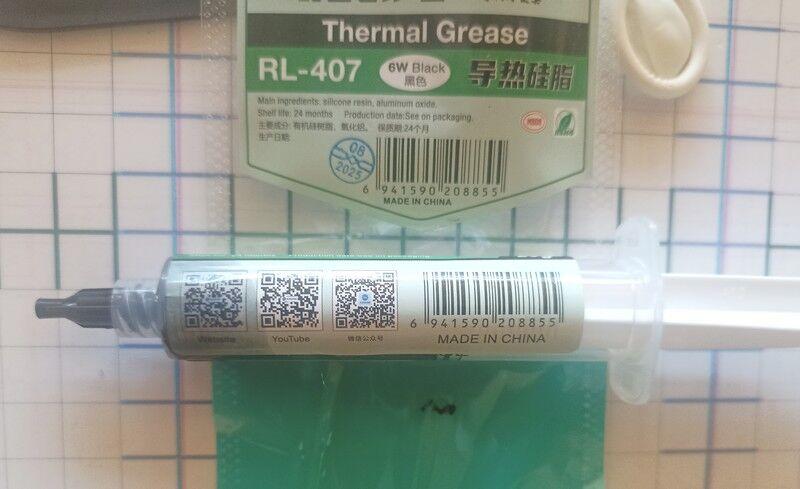 Thermal Grease
RL-407
6W Black
黑色
导热硅脂
Main ingredients: silicone resin, aluminum oxide.
Shelf life: 24 months Production date:See on packaging.
主要成分: 有机硅树脂、氧化铝。 保质期:24个月
生产日期:
QB
2025
6 941590 208855
MADE IN CHINA
Website
YouTube
微信公众号
6 941590 208855
MADE IN CHINA